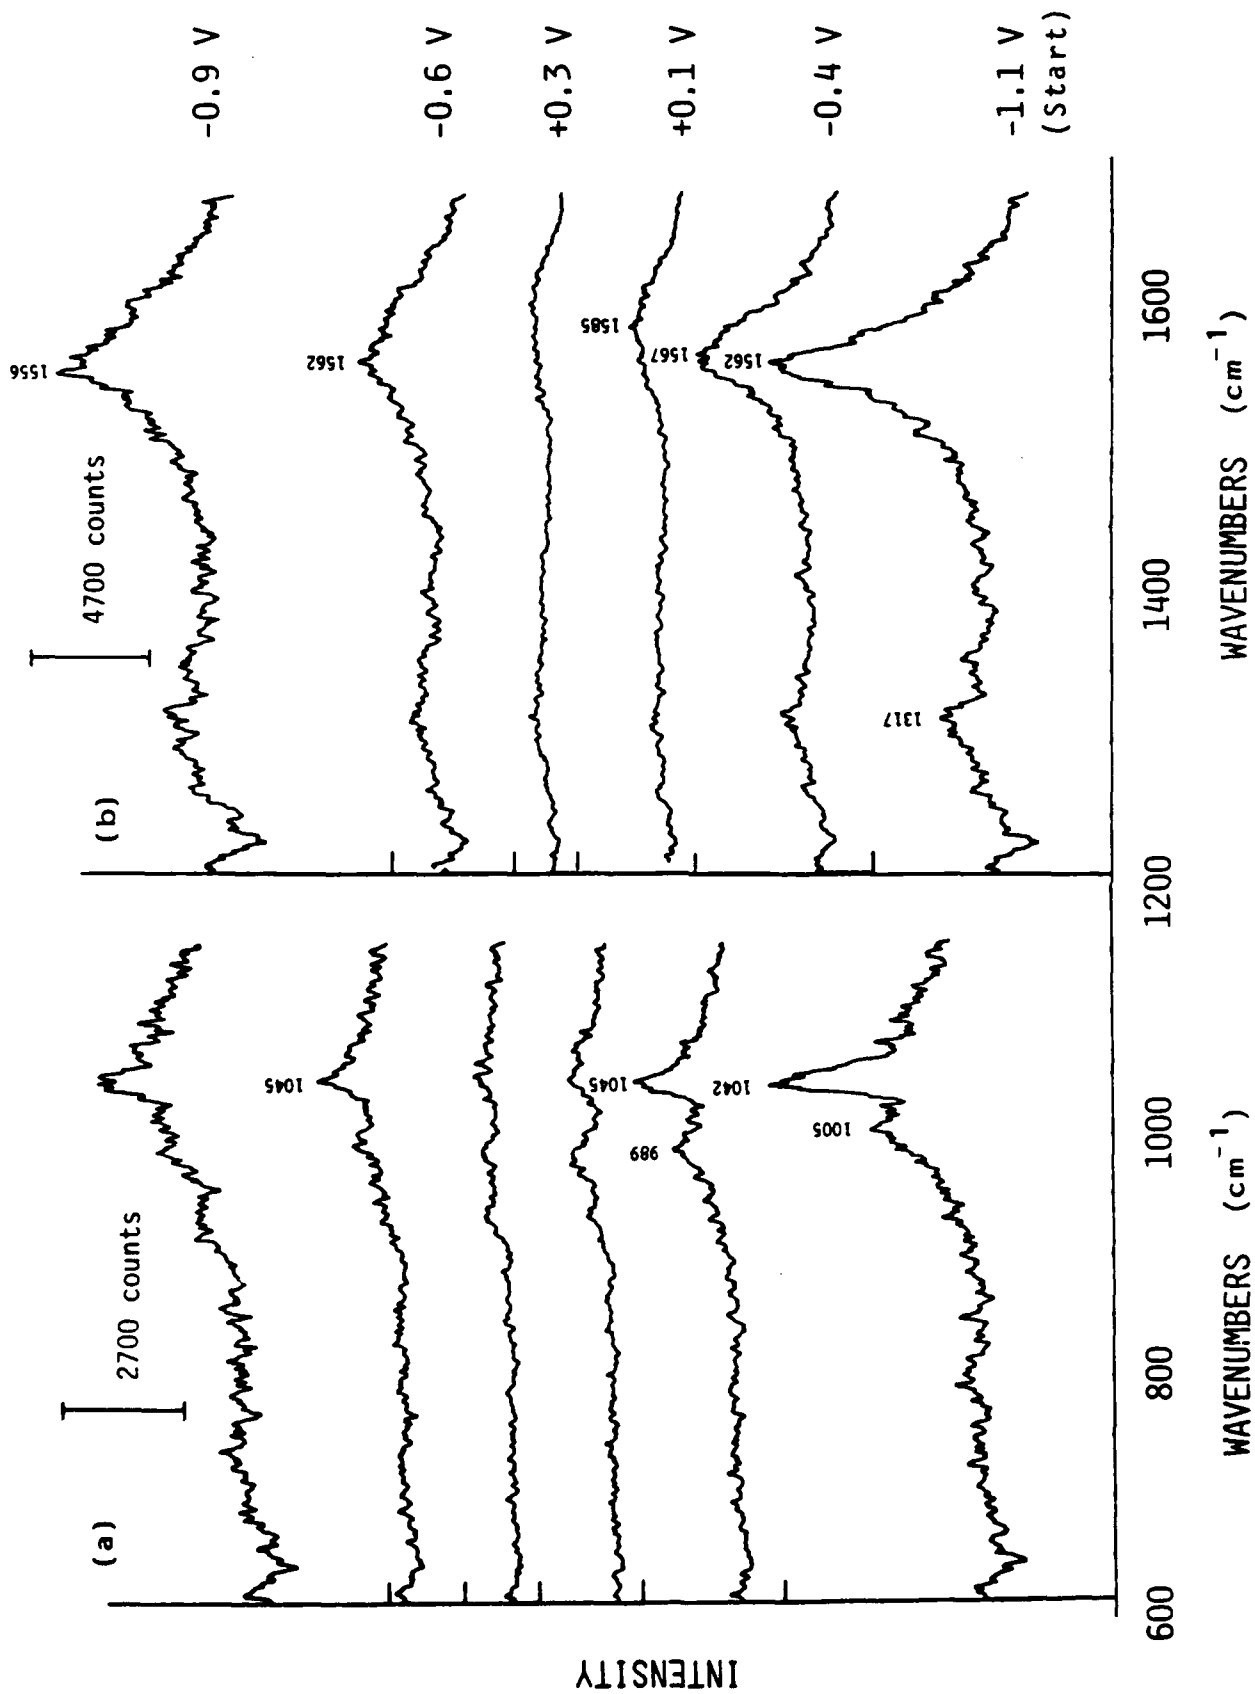 (a)
2700 counts
1045
1045
989
1042
1005
(b)
4700 counts
1556
1562
1585
1567
1562
1317
-0.9 V
-0.6 V
+0.3 V
+0.1 V
-0.4 V
-1.1 V
(Start)
INTENSITY
600
800
1000
1200
1400
1600
WAVENUMBERS (cm⁻¹)
WAVENUMBERS (cm⁻¹)